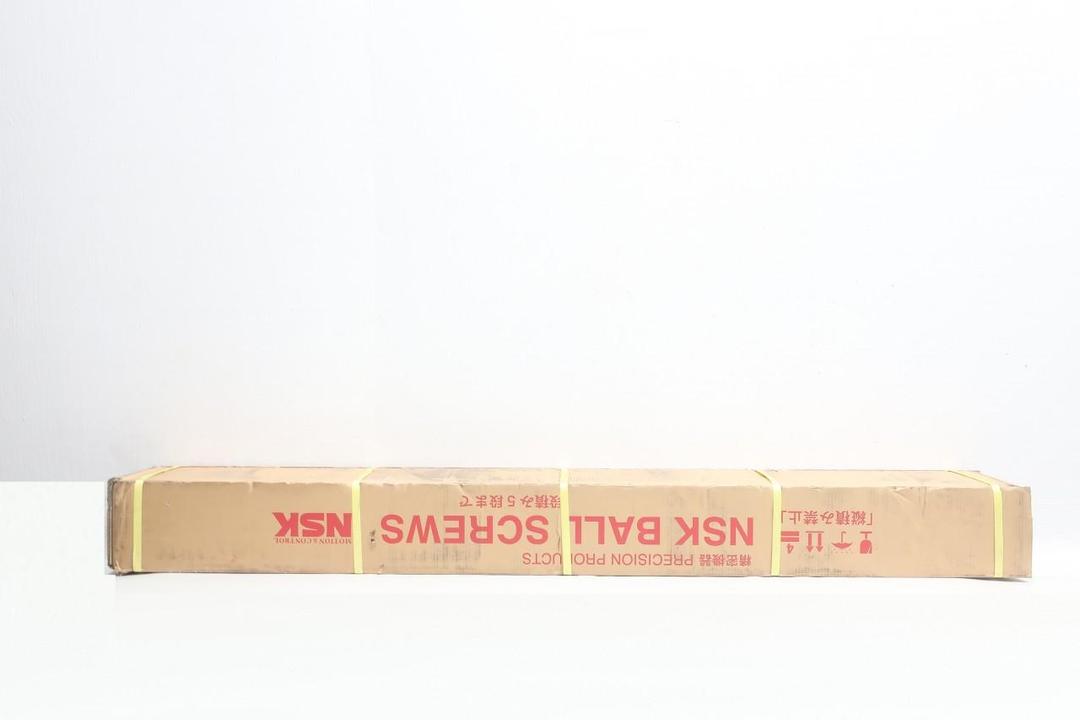 精密機器 PRECISION PRODUCTS
NSK BALL SCREWS
段積み5段まで
MOTION & CONTROL
NSK
4
「縦積み禁止」